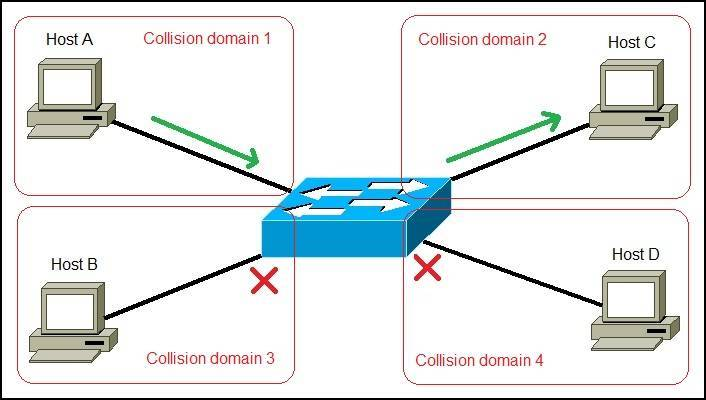 Host A
Collision domain 1
Collision domain 2
Host C
Host B
Collision domain 3
Host D
Collision domain 4